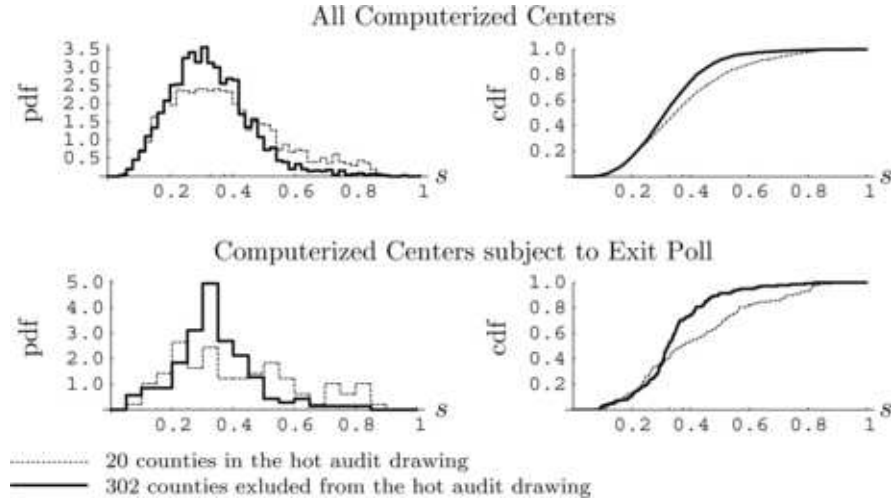 All Computerized Centers
pdf
3.5
3.0
2.5
2.0
1.5
1.0
0.5
0.2 0.4 0.6 0.8 1 s
cdf
1.0
0.8
0.6
0.4
0.2
0.2 0.4 0.6 0.8 1 s
Computerized Centers subject to Exit Poll
pdf
5.0
4.0
3.0
2.0
1.0
0.2 0.4 0.6 0.8 1 s
cdf
1.0
0.8
0.6
0.4
0.2
0.2 0.4 0.6 0.8 1 s
20 counties in the hot audit drawing
302 counties exluded from the hot audit drawing